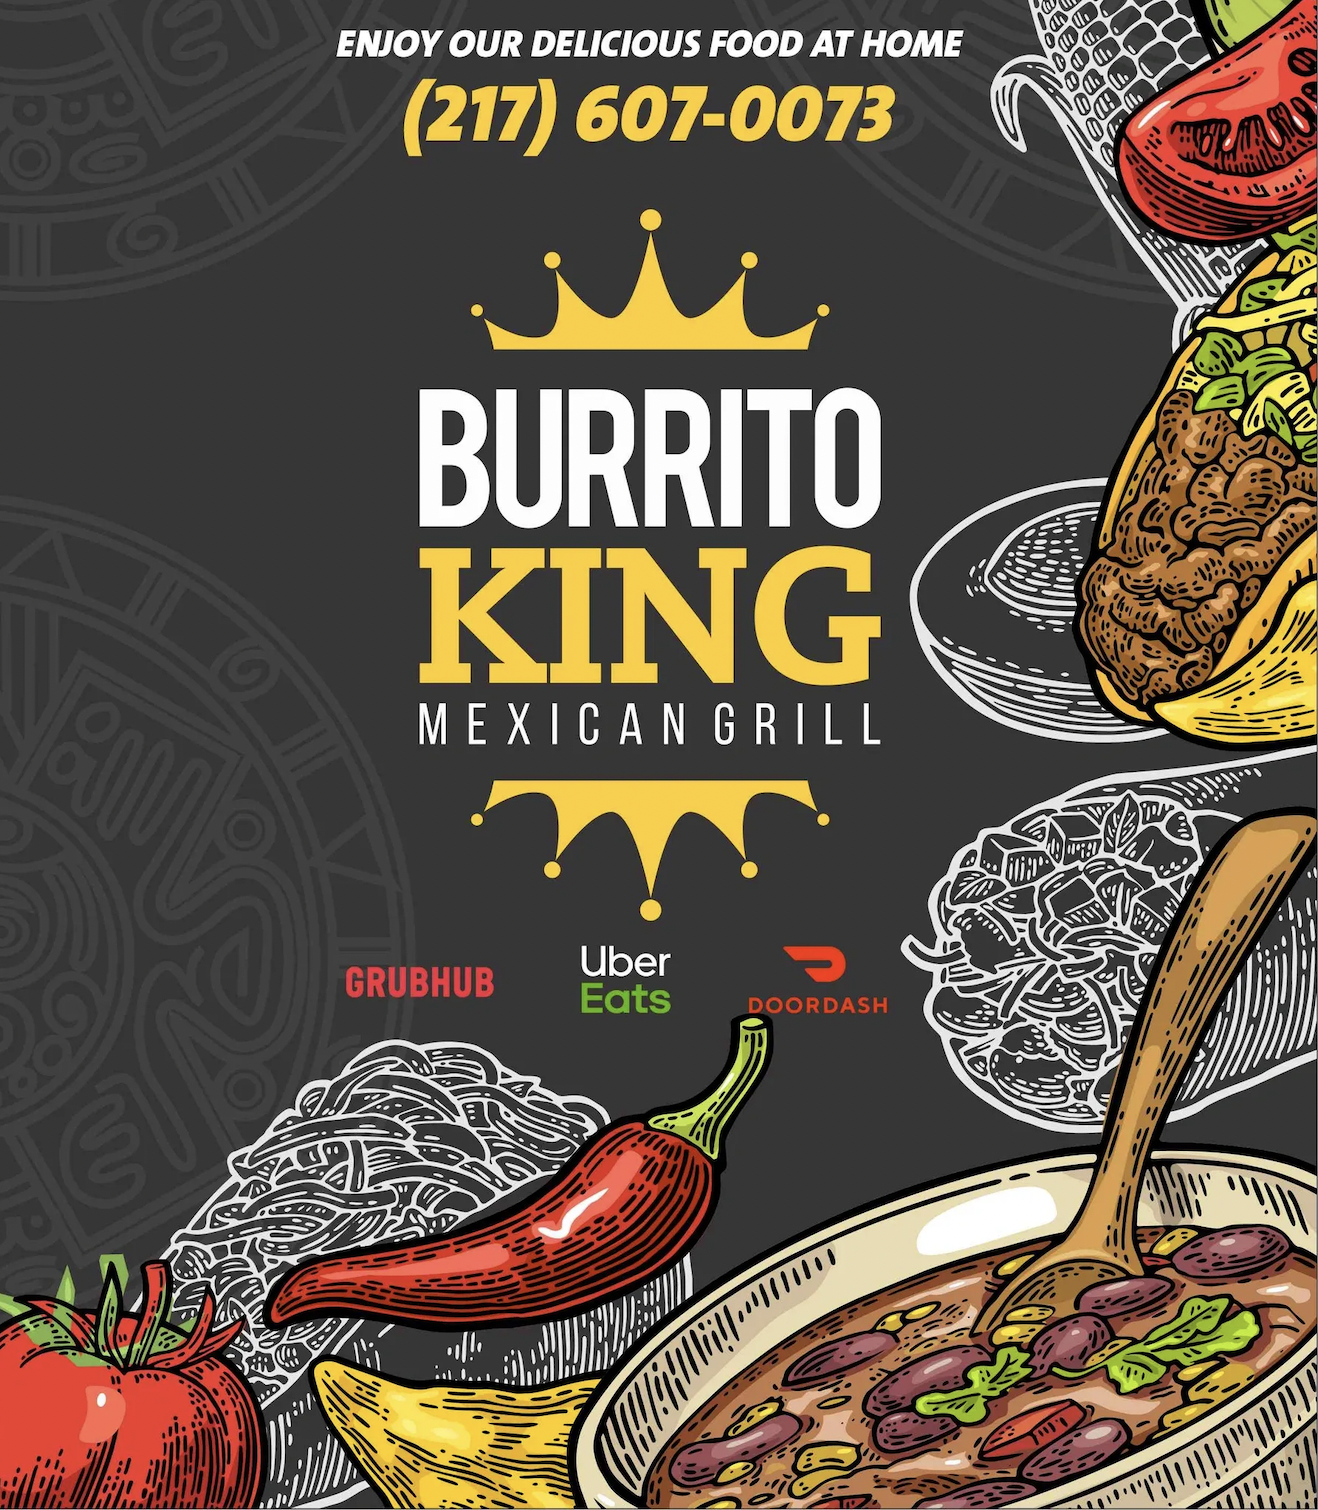 ENJOY OUR DELICIOUS FOOD AT HOME
(217) 607-0073
BURRITO
KING
MEXICAN GRILL
GRUBHUB
Uber
Eats
DOORDASH